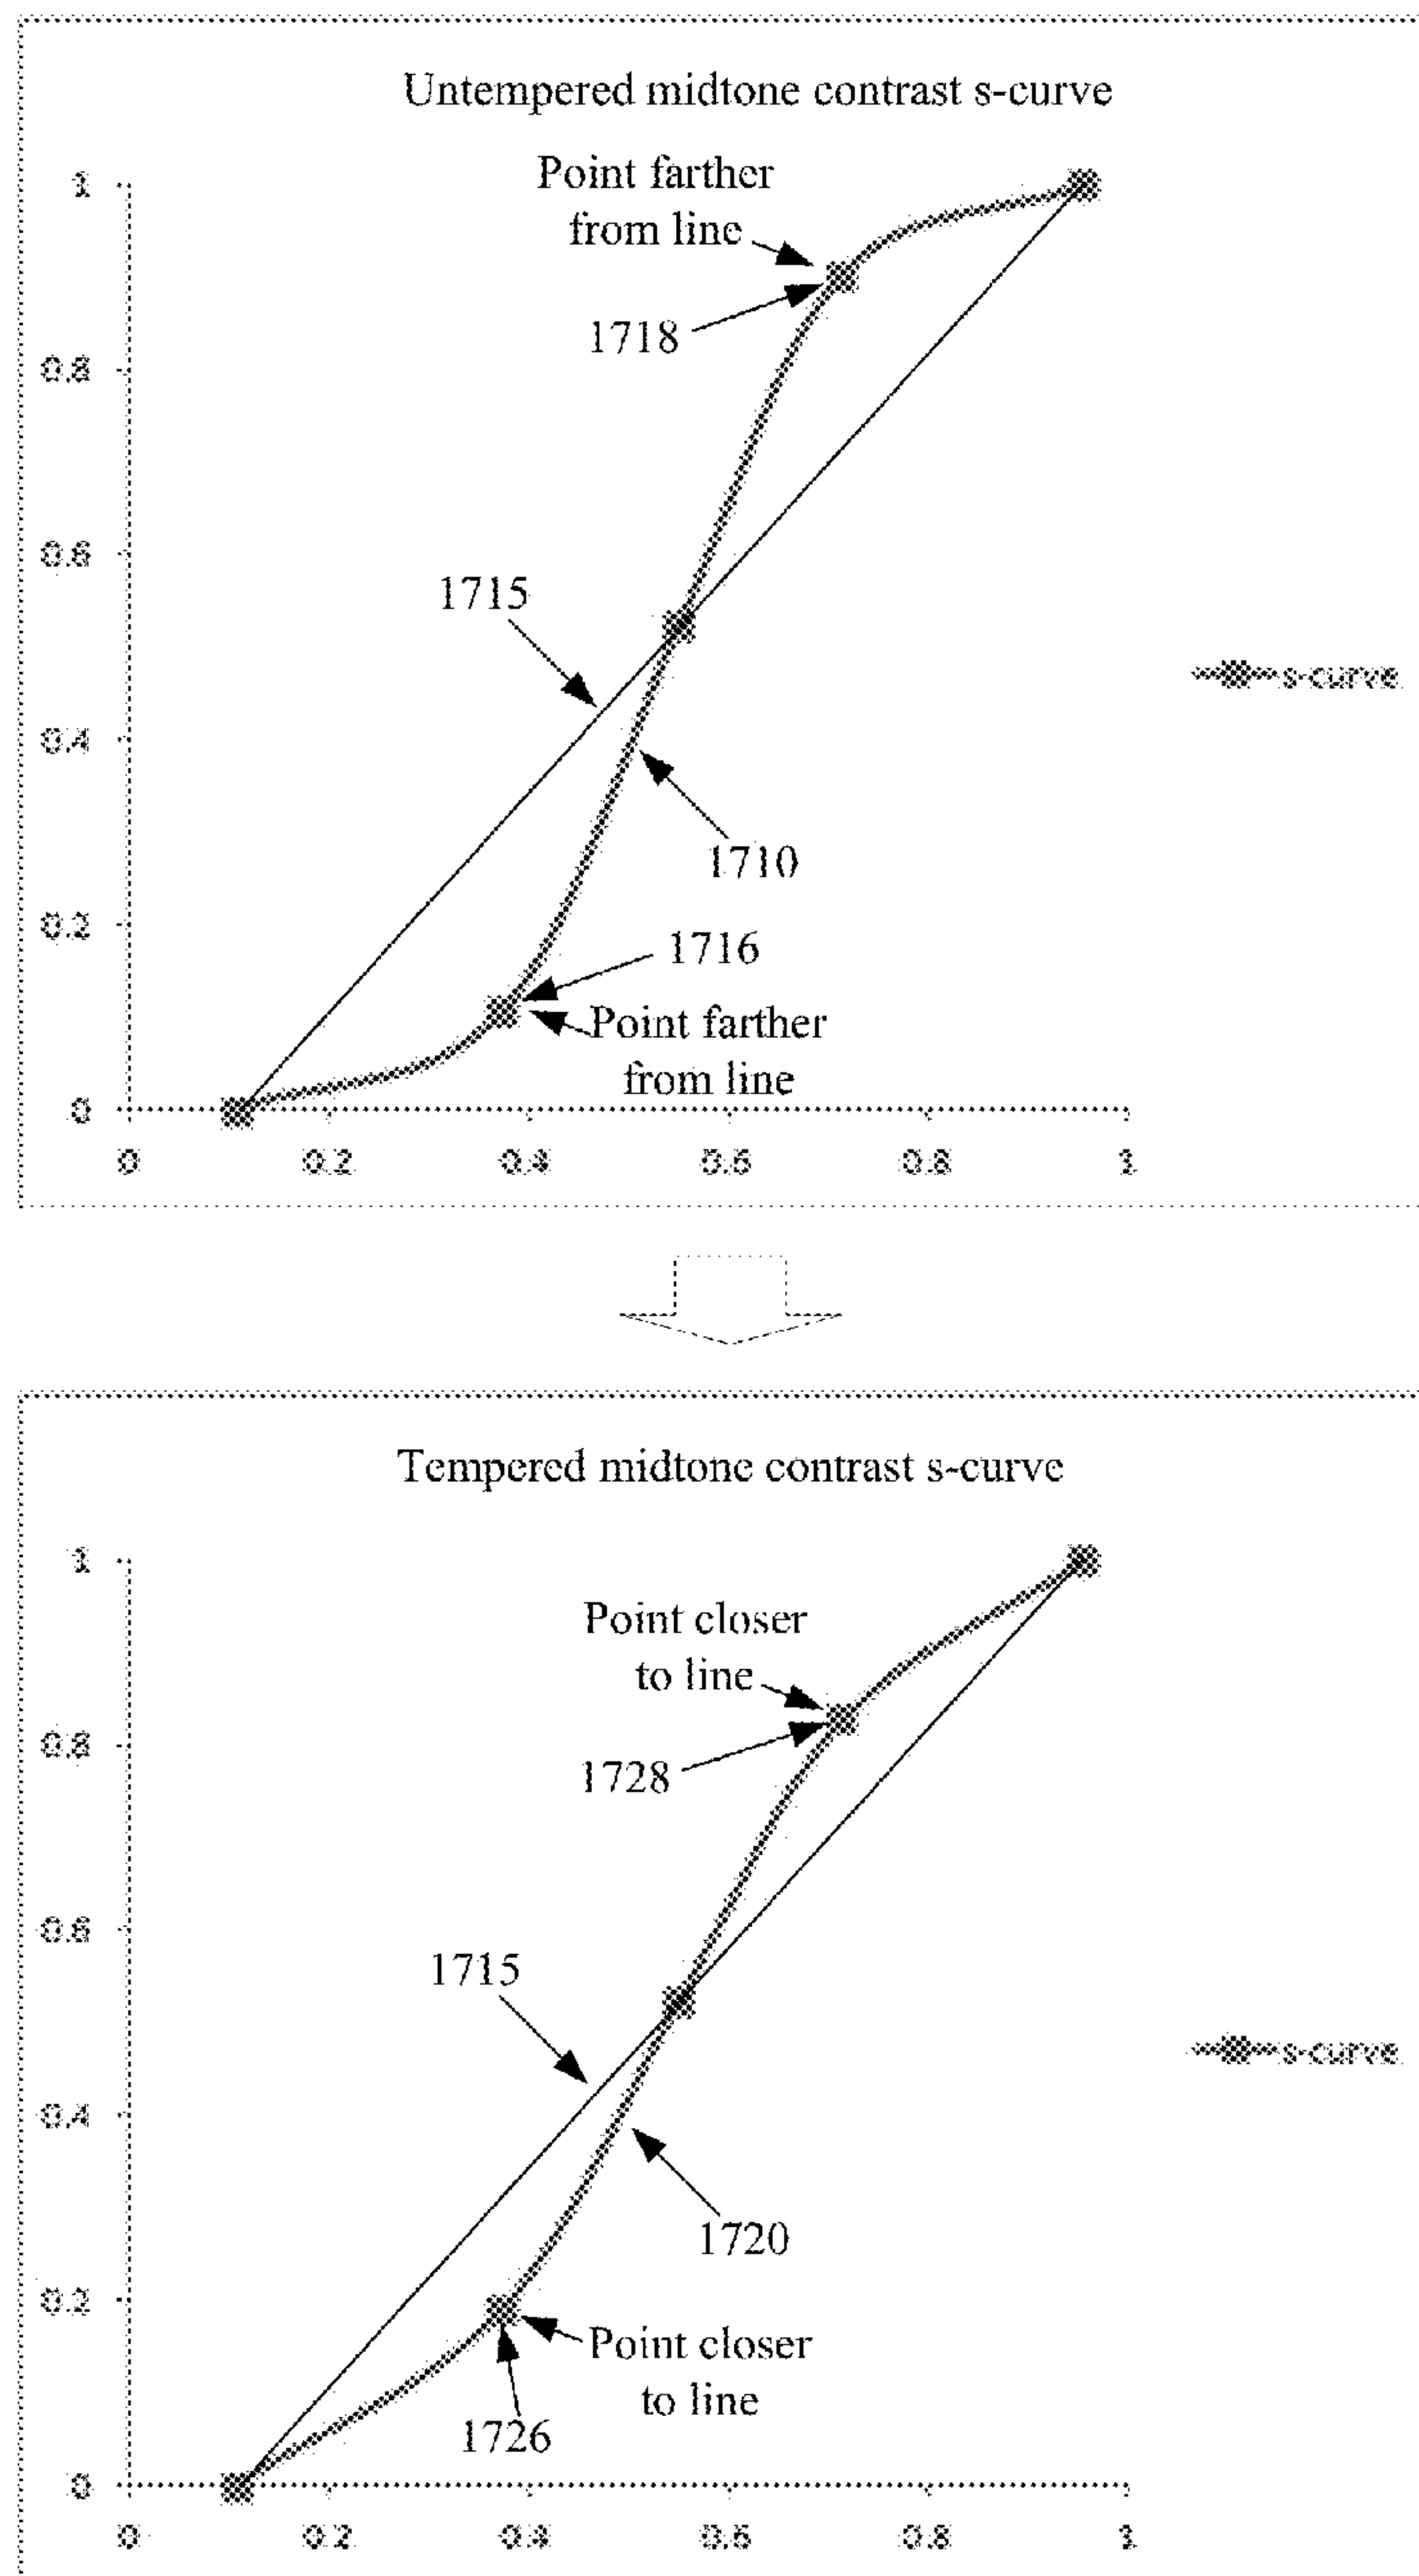 Untempered midtone contrast s-curve
Point farther
from line
1
1718
0.8
0.6
1715
s-curve
0.4
1710
0.2
1716
Point farther
from line
0
0 0.2 0.4 0.6 0.8 1
Tempered midtone contrast s-curve
1
Point closer
to line
0.8
1728
0.6
1715
s-curve
0.4
1720
0.2
Point closer
to line
1726
0
0 0.2 0.4 0.6 0.8 1